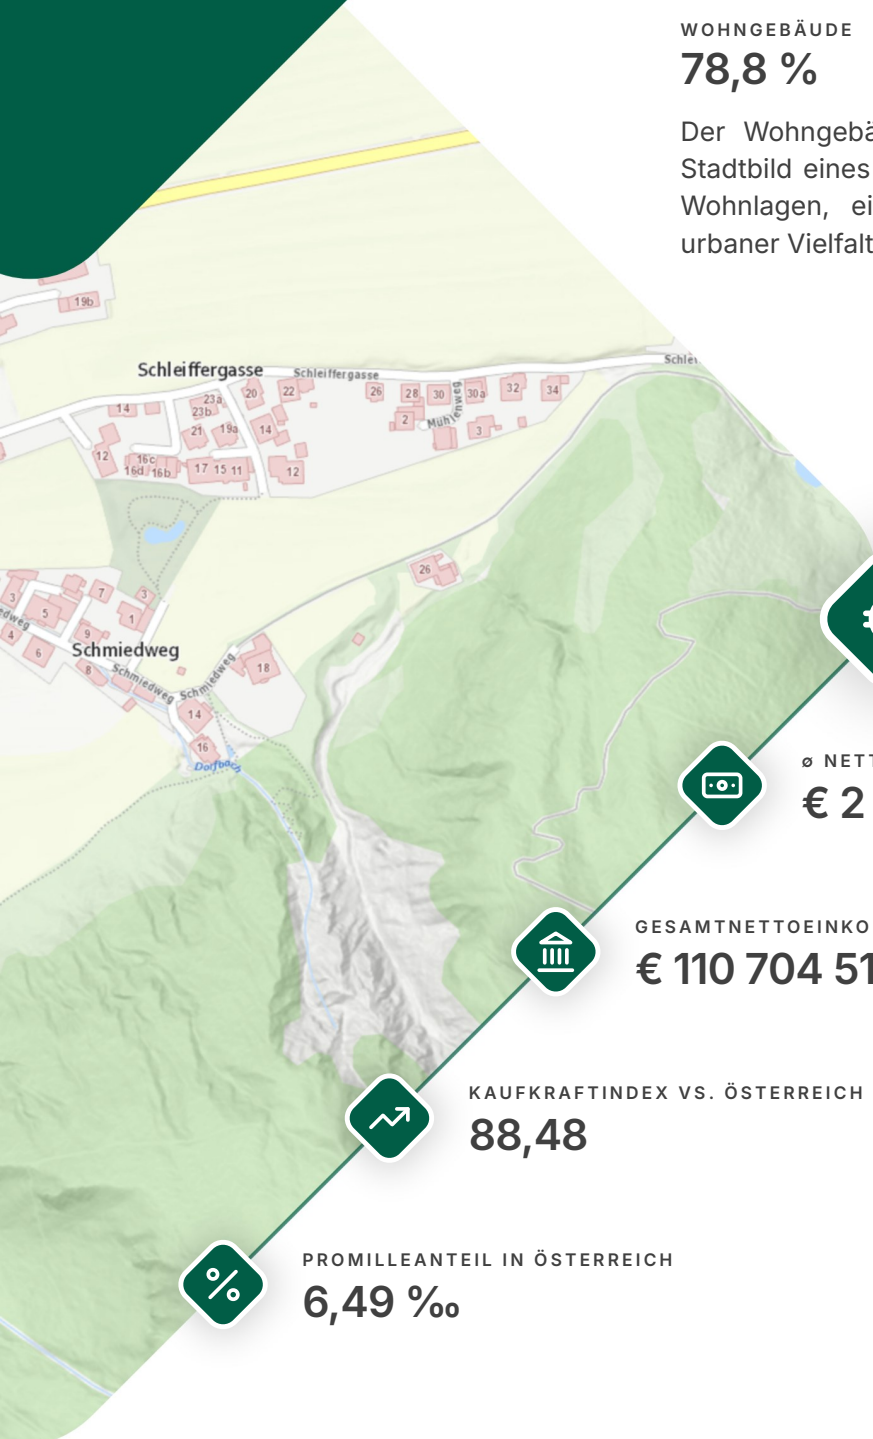 WOHNGEBÄUDE
78,8 %
Der Wohngebä
Stadtbild eines
Wohnlagen, ei
urbaner Vielfalt
19b
Schleiffergasse
Schleiffergasse
Schle
14
23a
23b
20
22
26
28
30
30a
32
34
21
19a
14
2
Mühlenweg
3
12
16c
16d
16b
17
15
11
12
26
3
5
7
3
1
edweg
4
6
9
Schmiedweg
8
Schmiedweg
Schmiedweg
18
14
16
Dorfbach
ø NETT
€ 2
GESAMTNETTOEINKO
€ 110 704 51
KAUFKRAFTINDEX VS. ÖSTERREICH
88,48
PROMILLEANTEIL IN ÖSTERREICH
6,49 ‰